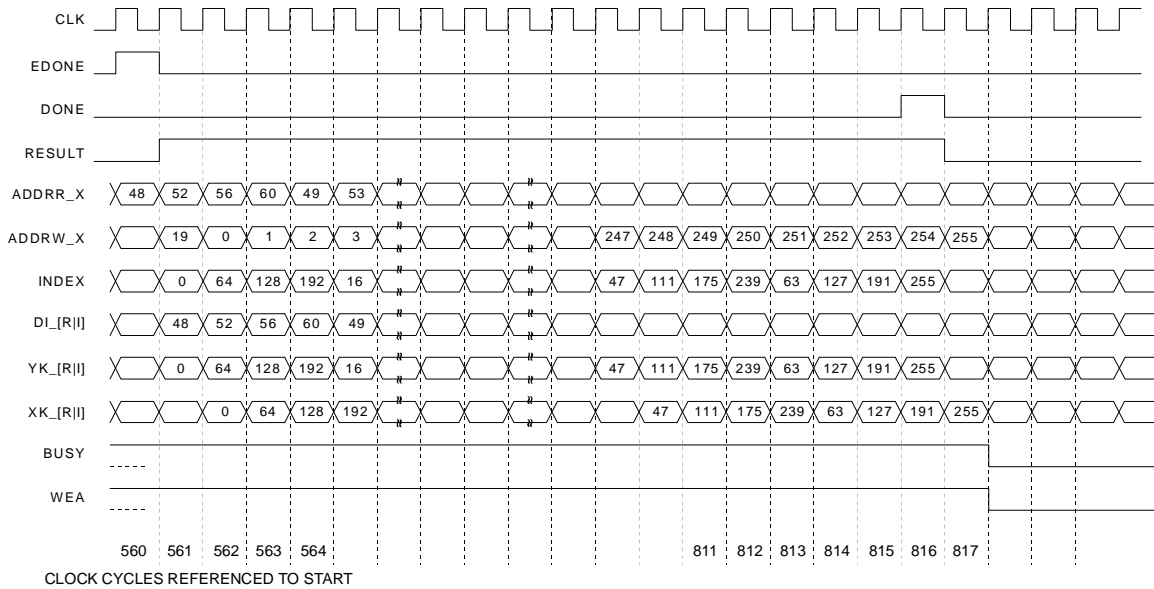 CLK
EDONE
DONE
RESULT
ADDRR_X 48 52 56 60 49 53
ADDRW_X 19 0 1 2 3 247 248 249 250 251 252 253 254 255
INDEX 0 64 128 192 16 47 111 175 239 63 127 191 255
DI_[R|I] 48 52 56 60 49
YK_[R|I] 0 64 128 192 16 47 111 175 239 63 127 191 255
XK_[R|I] 0 64 128 192 47 111 175 239 63 127 191 255
BUSY
WEA
560 561 562 563 564 811 812 813 814 815 816 817
CLOCK CYCLES REFERENCED TO START